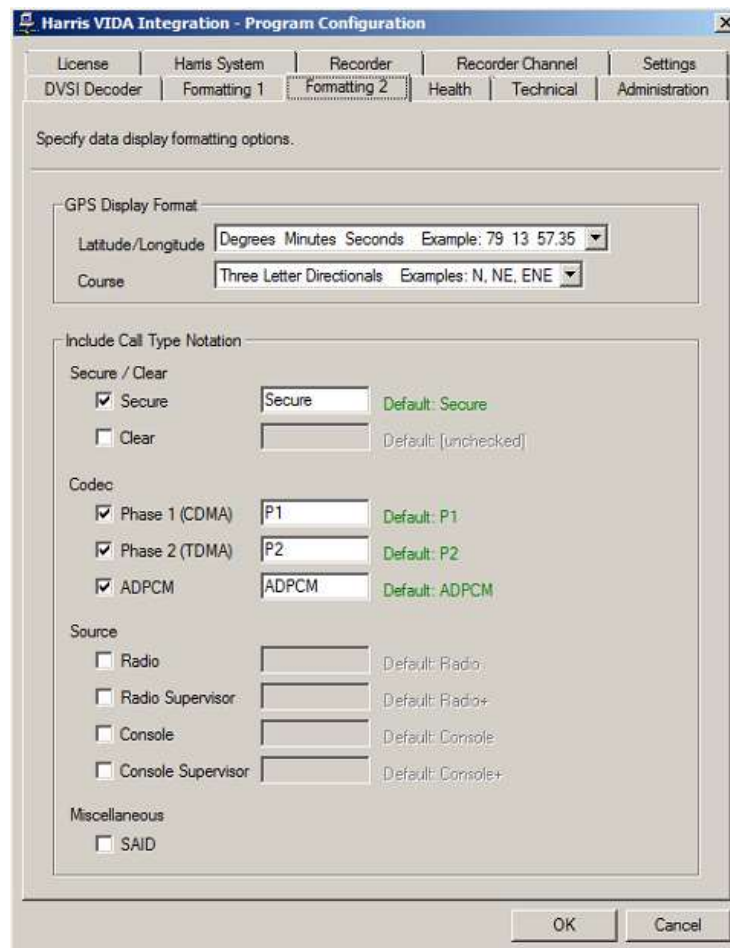 Harris VIDA Integration - Program Configuration
License Harris System Recorder Recorder Channel Settings
DVSI Decoder Formatting 1 Formatting 2 Health Technical Administration
Specify data display formatting options.
GPS Display Format
Latitude/Longitude Degrees Minutes Seconds Example: 79 13 57.35
Course Three Letter Directionals Examples: N, NE, ENE
Include Call Type Notation
Secure / Clear
Secure Secure Default: Secure
Clear Default: [unchecked]
Codec
Phase 1 (CDMA) P1 Default: P1
Phase 2 (TDMA) P2 Default: P2
ADPCM ADPCM Default: ADPCM
Source
Radio Default: Radio
Radio Supervisor Default: Radio+
Console Default: Console
Console Supervisor Default: Console+
Miscellaneous
SAID
OK Cancel